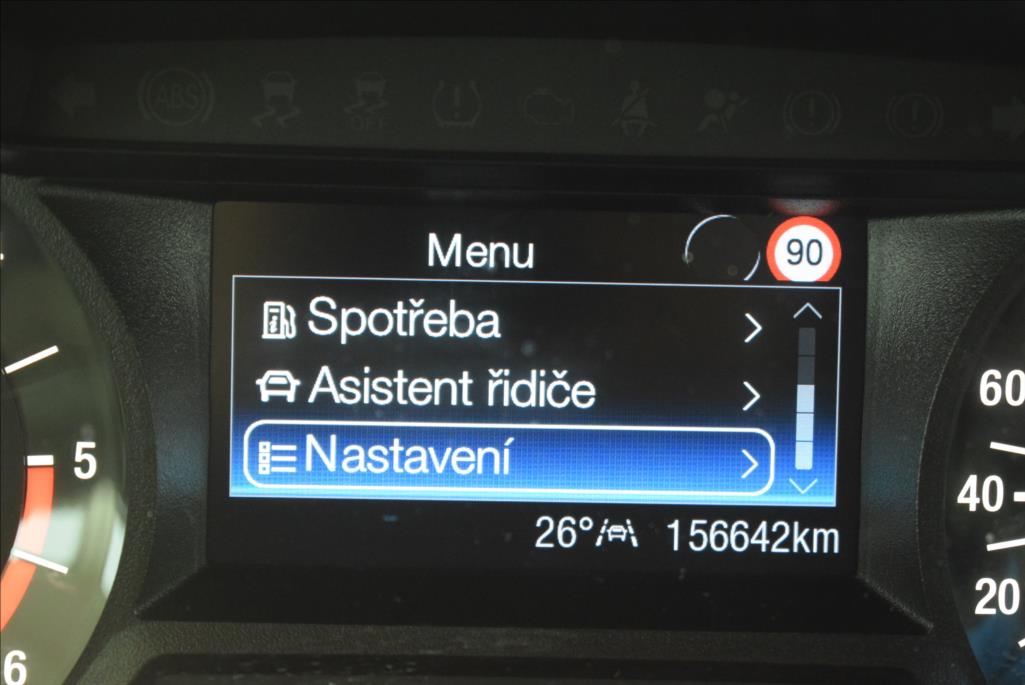 ABS
OFF
Menu
90
Spotřeba
Asistent řidiče
Nastavení
26° 156642km
5
6
60
40
20